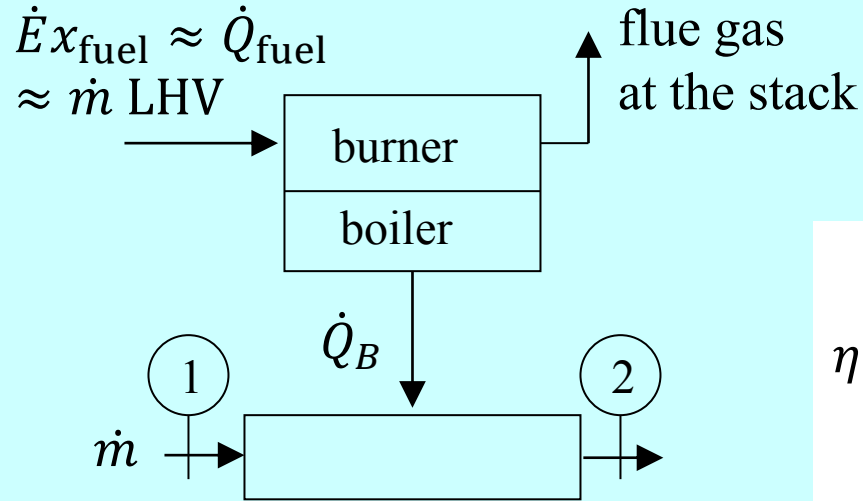 Ėx_fuel ≈ Q̇_fuel
≈ ṁ LHV
flue gas
at the stack
burner
boiler
Q̇_B
η
1
2
ṁ